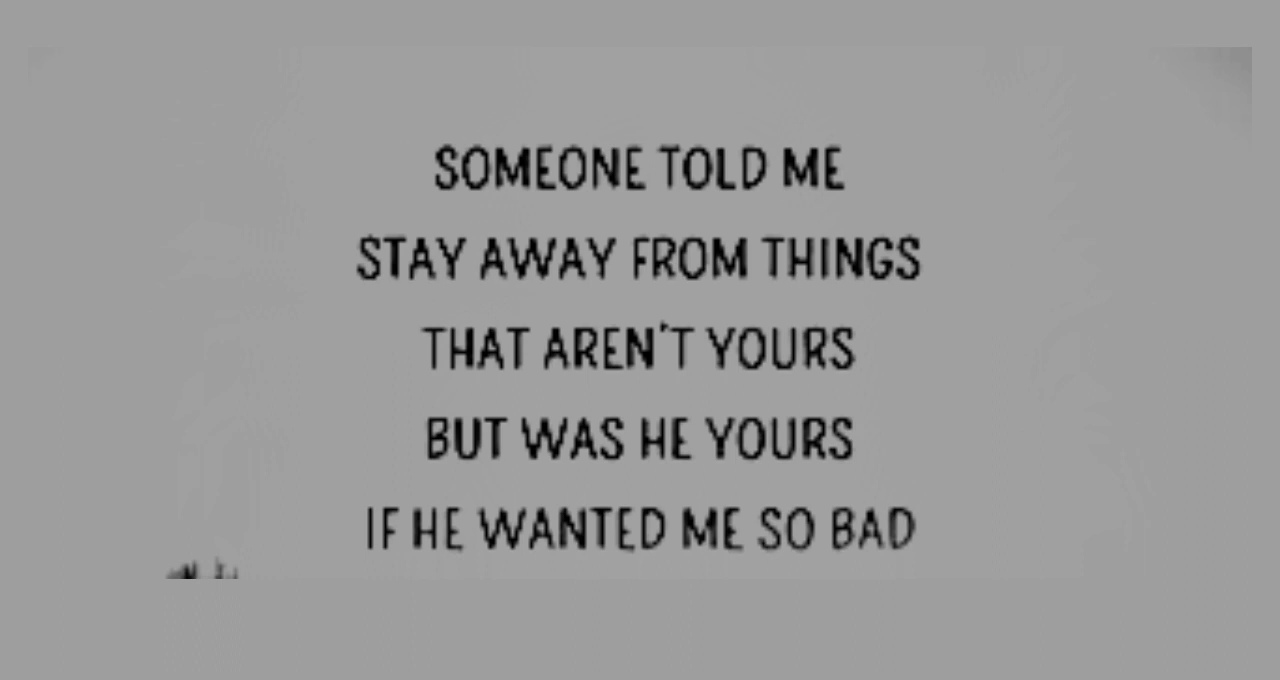 SOMEONE TOLD ME
STAY AWAY FROM THINGS
THAT AREN'T YOURS
BUT WAS HE YOURS
IF HE WANTED ME SO BAD